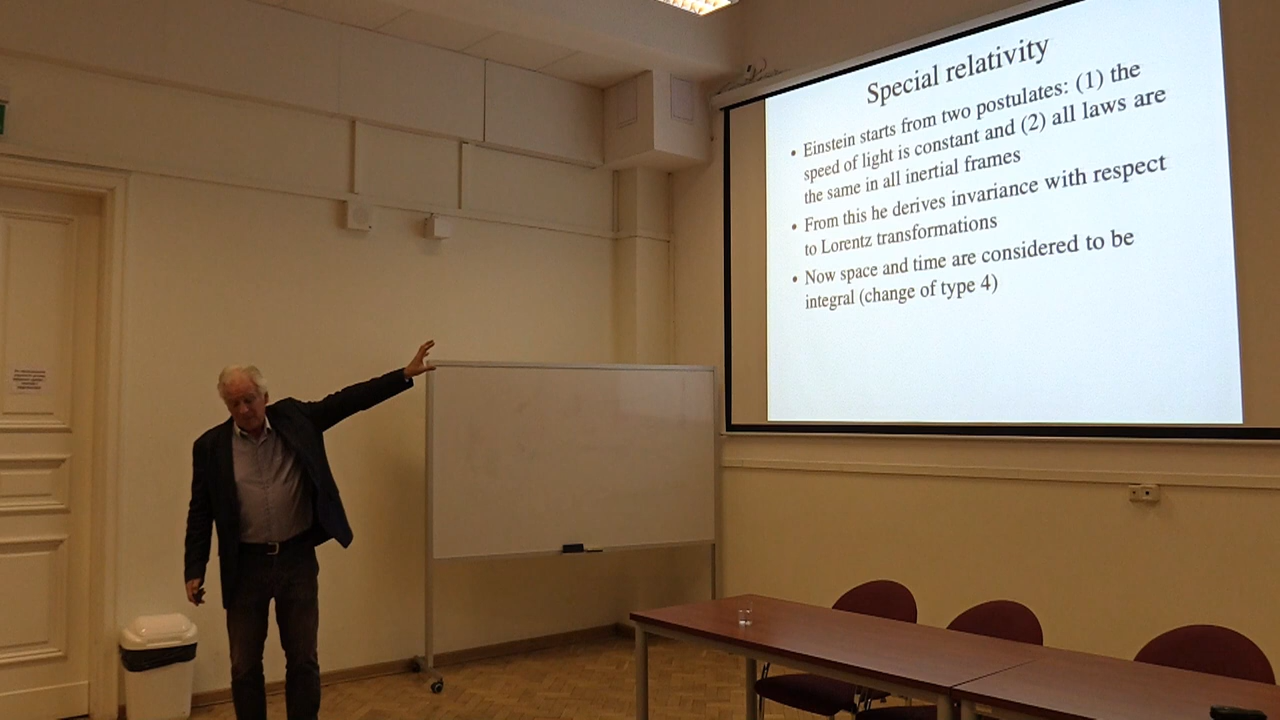 Special relativity
• Einstein starts from two postulates: (1) the
speed of light is constant and (2) all laws are
the same in all inertial frames
• From this he derives invariance with respect
to Lorentz transformations
• Now space and time are considered to be
integral (change of type 4)